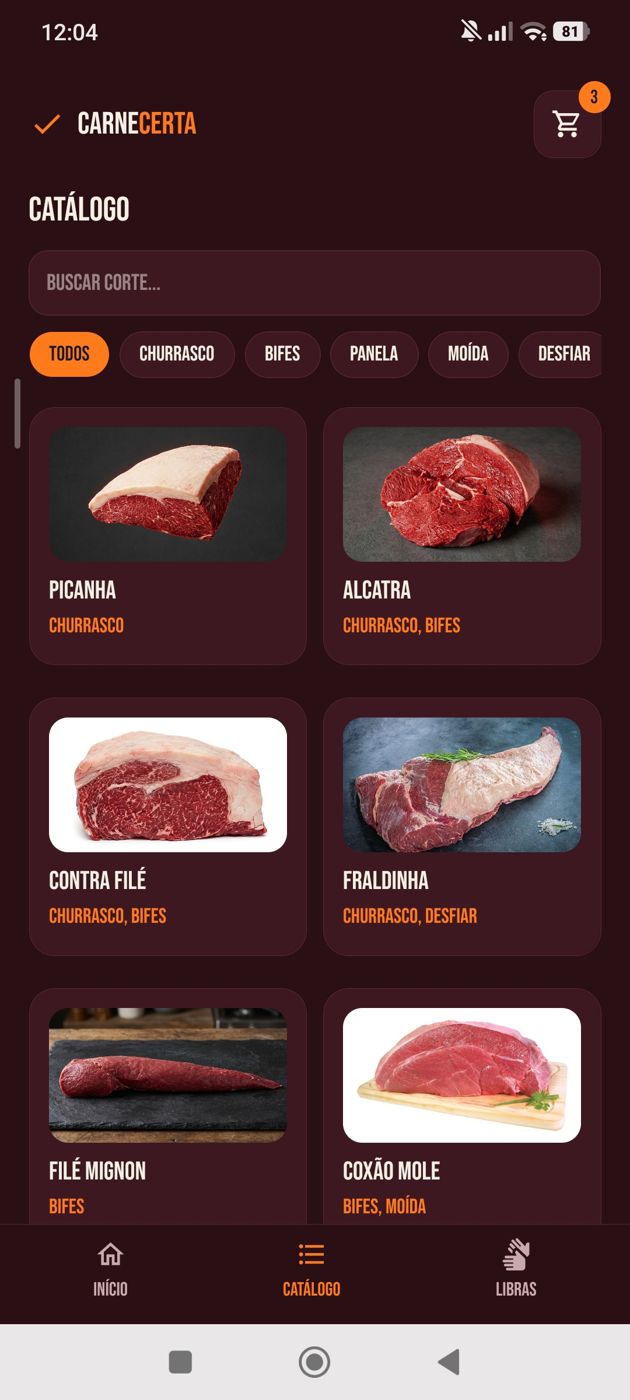 12:04
81
CARNECERTA
3
CATÁLOGO
BUSCAR CORTE...
TODOS CHURRASCO BIFES PANELA MOÍDA DESFIAR
PICANHA
CHURRASCO
ALCATRA
CHURRASCO, BIFES
CONTRA FILÉ
CHURRASCO, BIFES
FRALDINHA
CHURRASCO, DESFIAR
FILÉ MIGNON
BIFES
COXÃO MOLE
BIFES, MOÍDA
INÍCIO CATÁLOGO LIBRAS